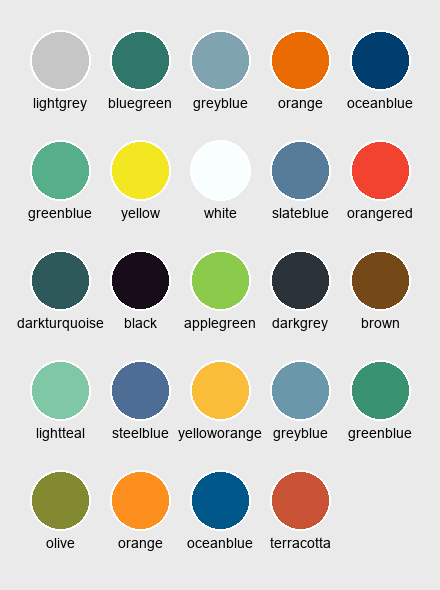 lightgrey bluegreen greyblue orange oceanblue
greenblue yellow white slateblue orangered
darkturquoise black applegreen darkgrey brown
lightteal steelblue yelloworange greyblue greenblue
olive orange oceanblue terracotta